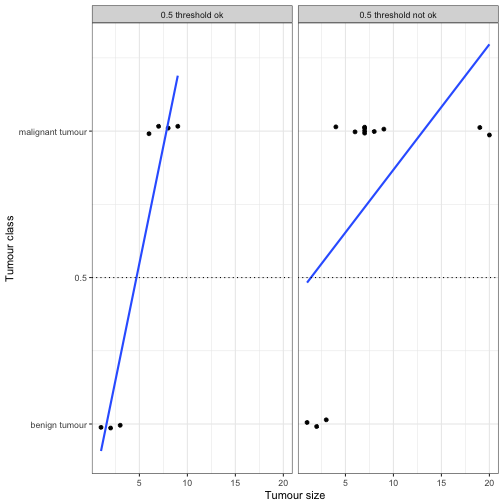 0.5 threshold ok
0.5 threshold not ok
malignant tumour
0.5
benign tumour
Tumour class
5 10 15 20
5 10 15 20
Tumour size